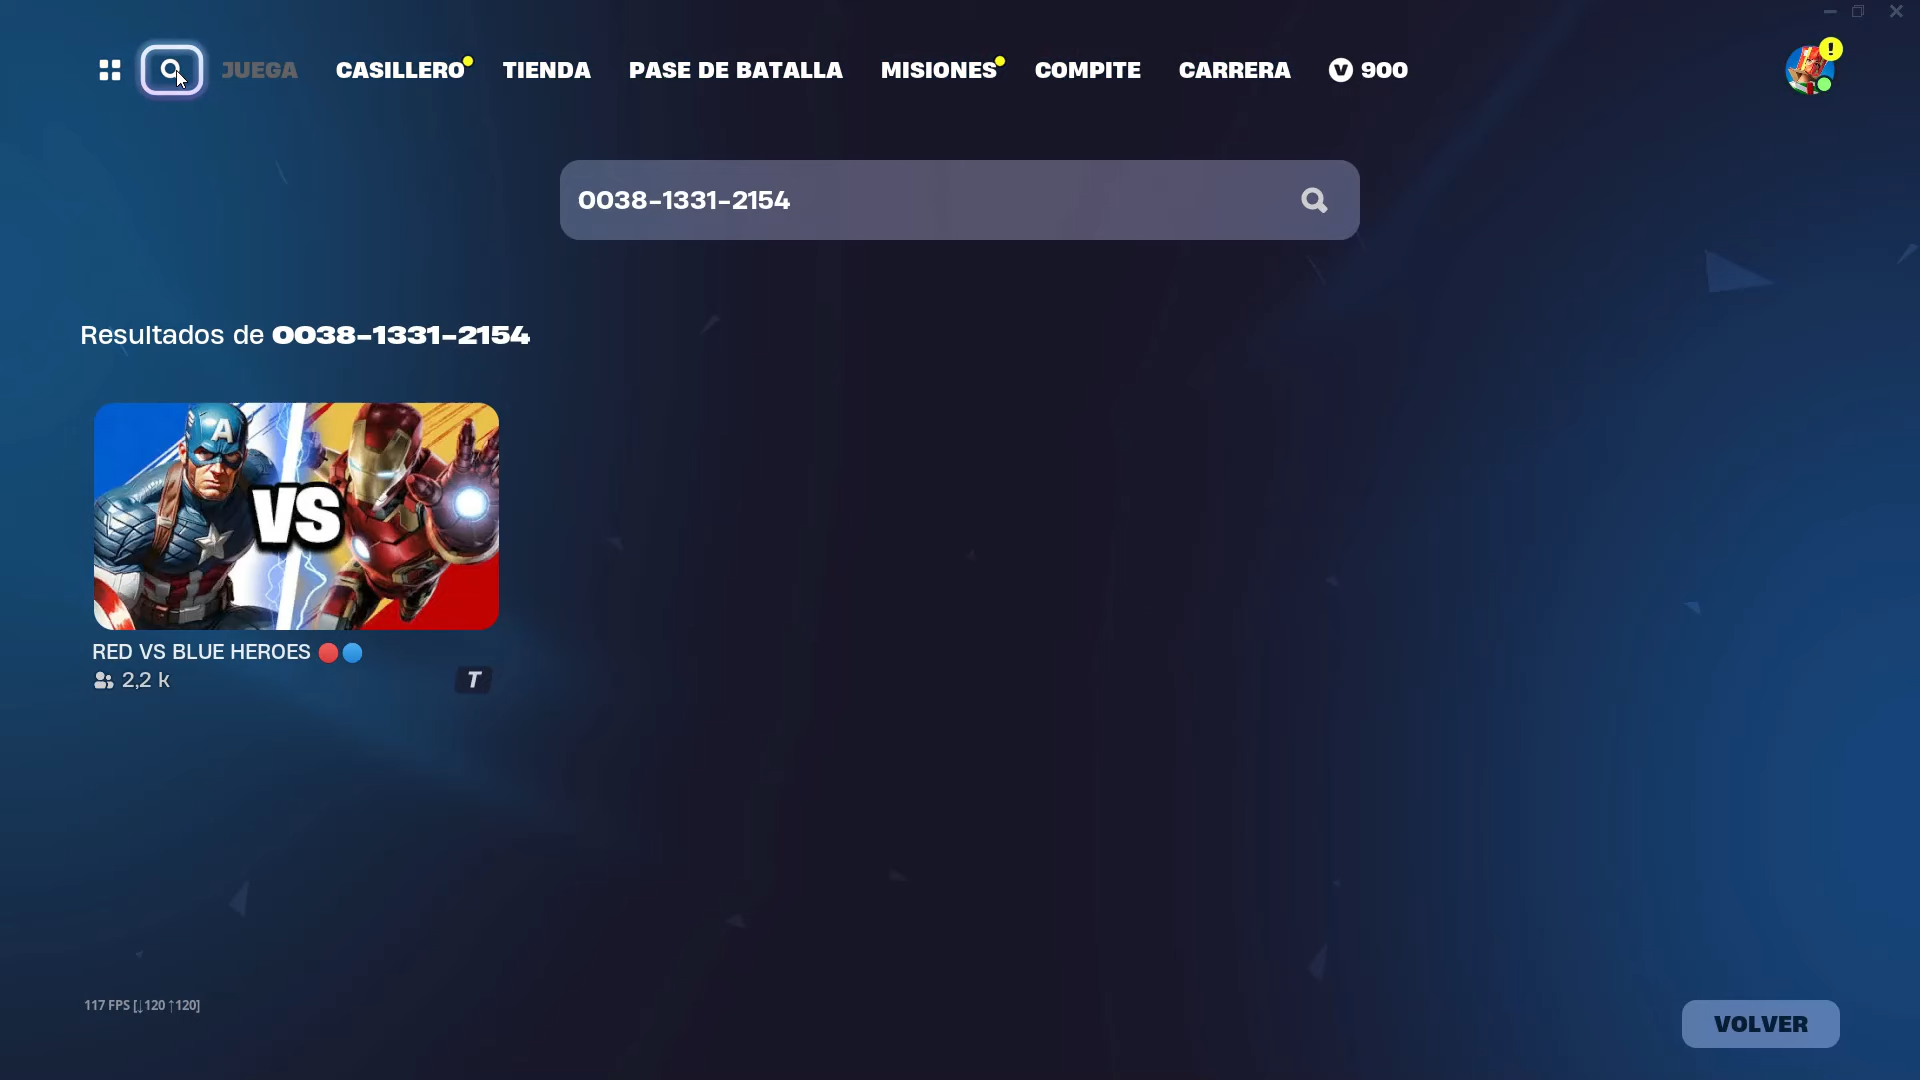 JUEGA CASILLERO TIENDA PASE DE BATALLA MISIONES COMPITE CARRERA V 900
!
0038-1331-2154
Resultados de 0038-1331-2154
A
VS
RED VS BLUE HEROES 🔴🔵
2,2 k
T
117 FPS [↓120 ↑120]
VOLVER